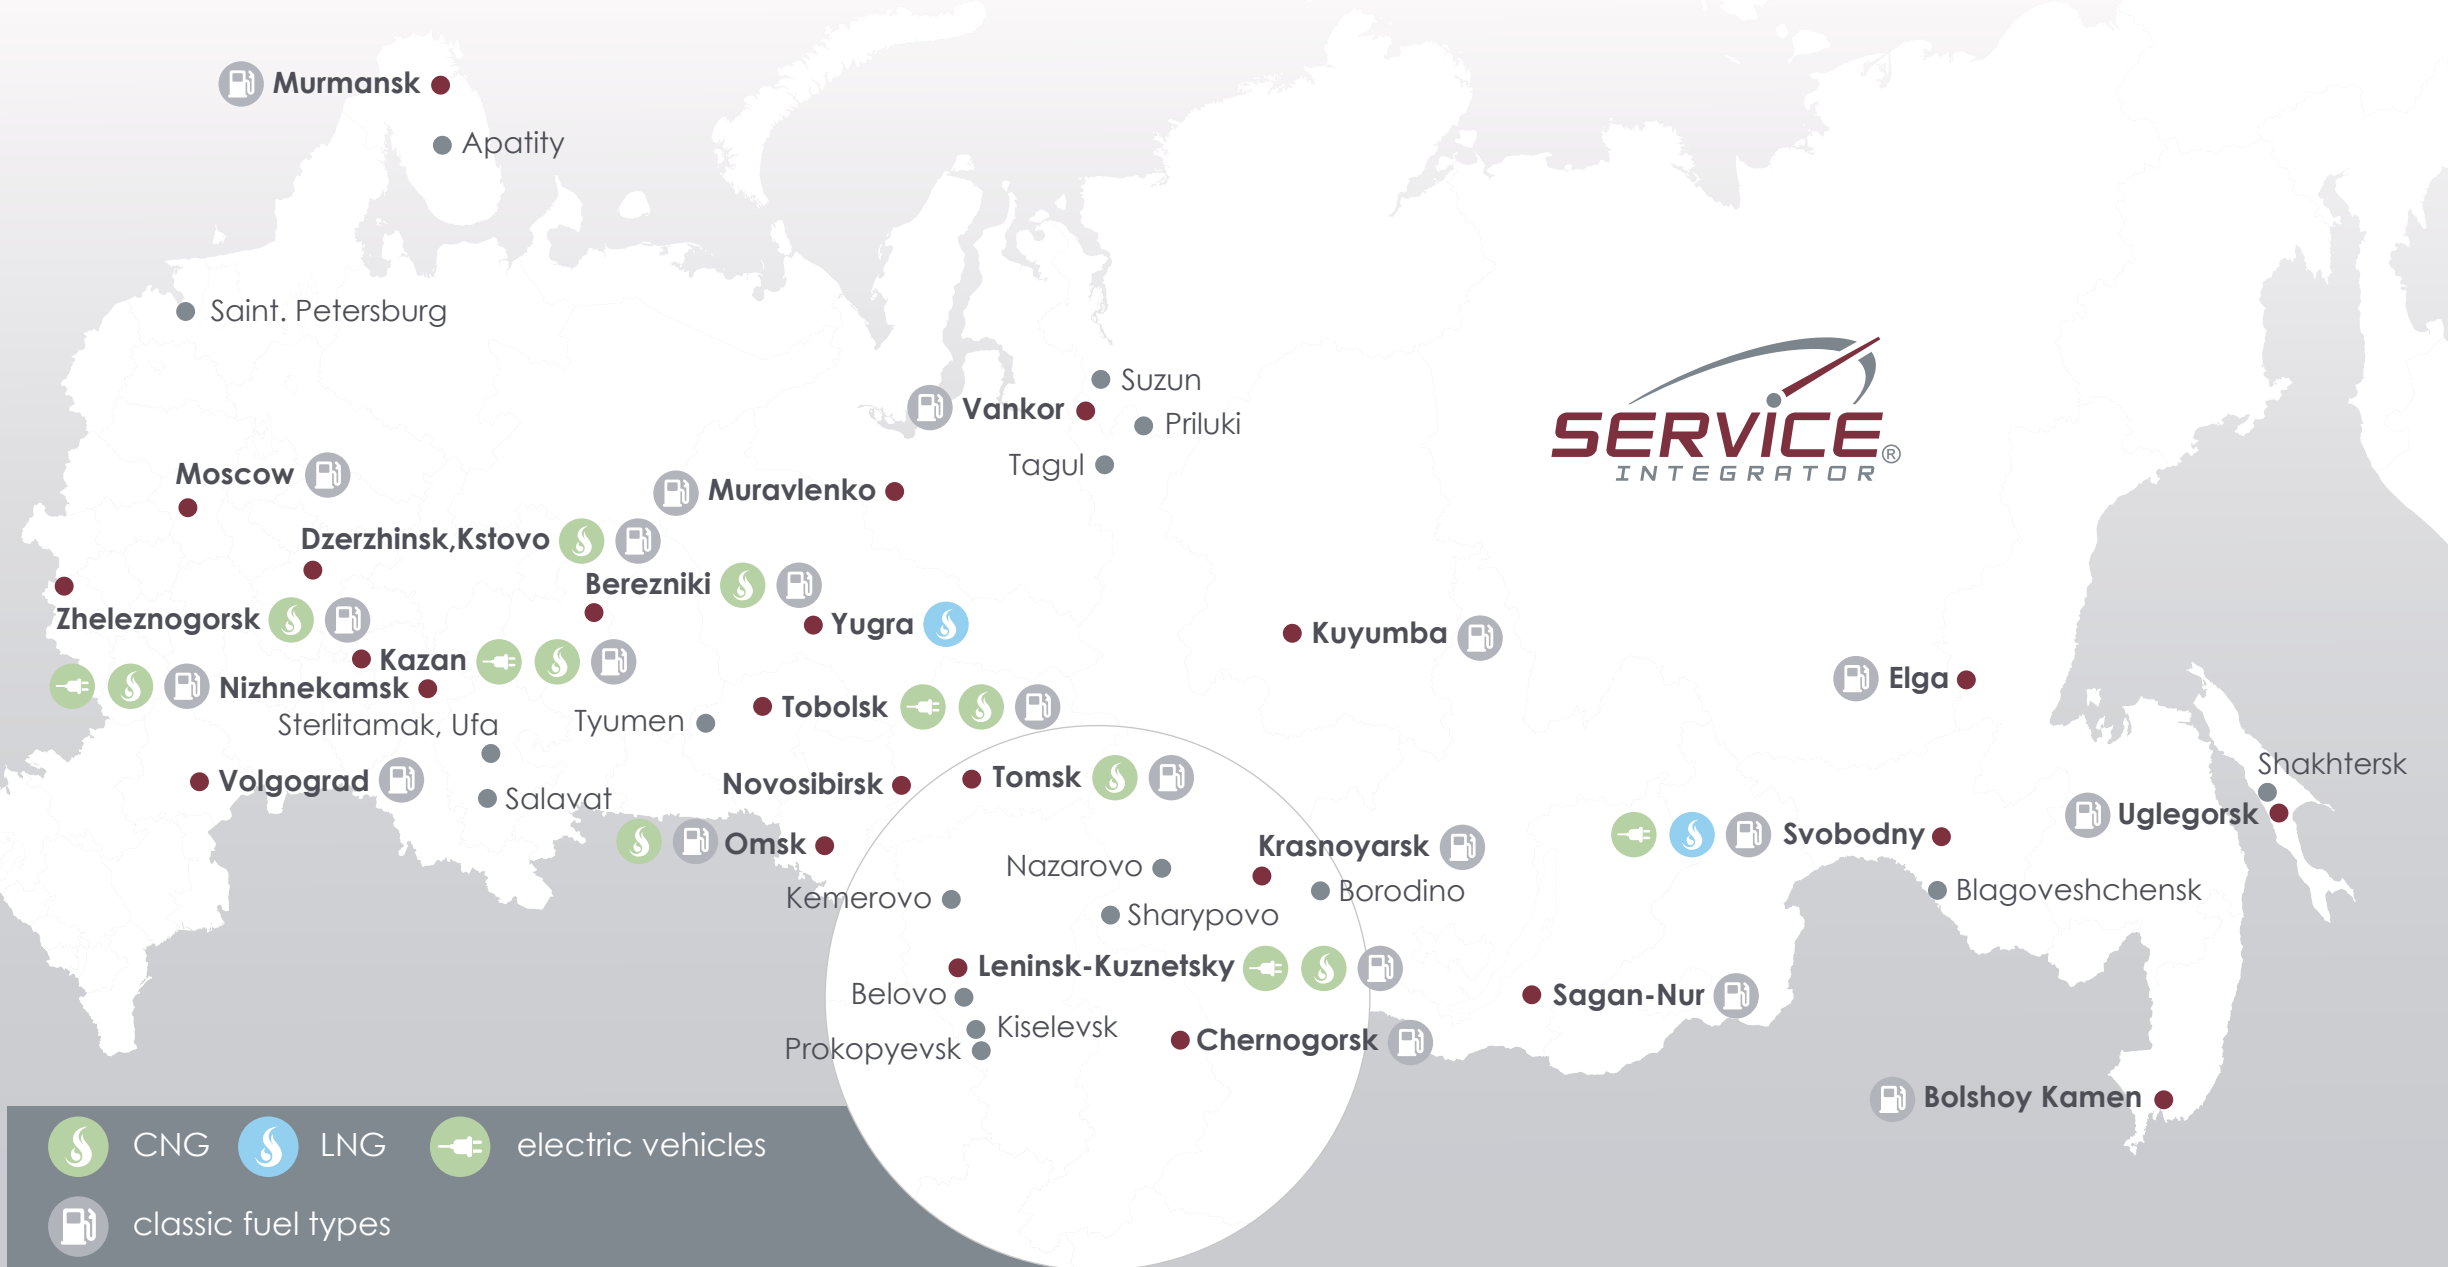 Murmansk
Apatity
Saint. Petersburg
Suzun
Vankor
Priluki
Tagul
SERVICE®
INTEGRATOR
Moscow
Muravlenko
Dzerzhinsk,Kstovo
Berezniki
Zheleznogorsk
Yugra
Kuyumba
Kazan
Nizhnekamsk
Elga
Sterlitamak, Ufa
Tyumen
Tobolsk
Shakhtersk
Volgograd
Salavat
Novosibirsk
Tomsk
Uglegorsk
Omsk
Krasnoyarsk
Svobodny
Nazarovo
Kemerovo
Borodino
Blagoveshchensk
Sharypovo
Leninsk-Kuznetsky
Belovo
Sagan-Nur
Kiselevsk
Prokopyevsk
Chernogorsk
Bolshoy Kamen
CNG
LNG
electric vehicles
classic fuel types